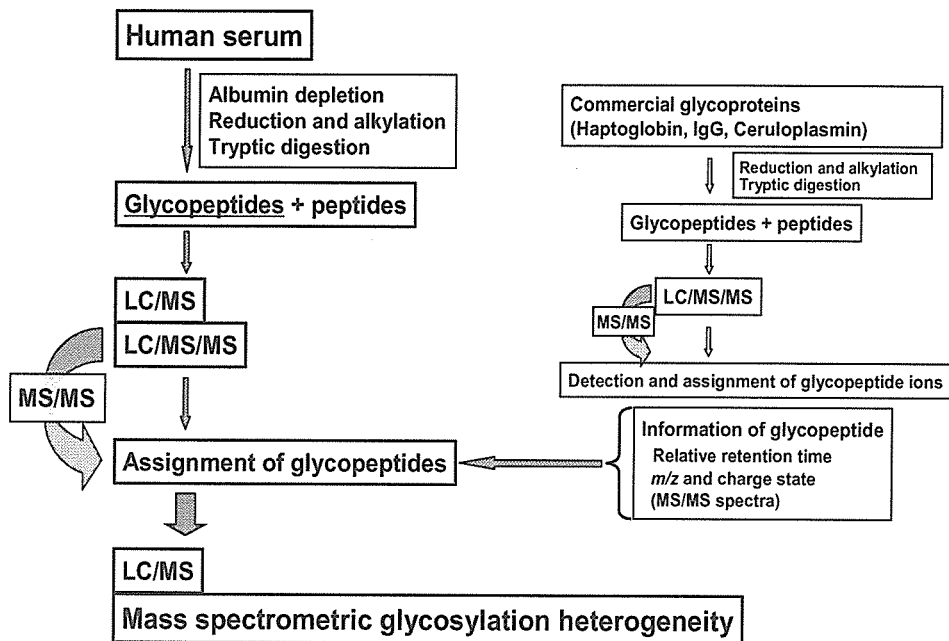 Human serum
Albumin depletion
Reduction and alkylation
Tryptic digestion
Glycopeptides + peptides
LC/MS
LC/MS/MS
MS/MS
Assignment of glycopeptides
LC/MS
Mass spectrometric glycosylation heterogeneity
Commercial glycoproteins
(Haptoglobin, IgG, Ceruloplasmin)
Reduction and alkylation
Tryptic digestion
Glycopeptides + peptides
LC/MS/MS
MS/MS
Detection and assignment of glycopeptide ions
Information of glycopeptide
Relative retention time
m/z and charge state
(MS/MS spectra)